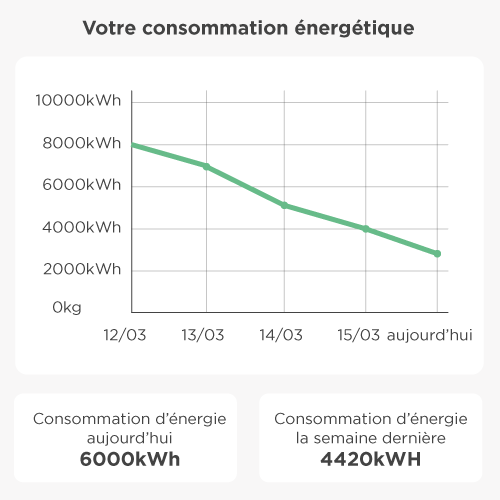 Votre consommation énergétique
10000kWh
8000kWh
6000kWh
4000kWh
2000kWh
0kg
12/03 13/03 14/03 15/03 aujourd'hui
Consommation d'énergie
aujourd'hui
6000kWh
Consommation d'énergie
la semaine dernière
4420kWH